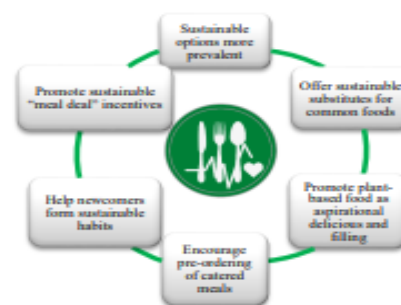 Sustainable
options more
prevalent
Offer sustainable
substitutes for
common foods
Promote plant-
based food as
aspirational
delicious and
filling
Encourage
pre-ordering
of catered
meals
Help newcomers
form sustainable
habits
Promote sustainable
“meal deal” incentives